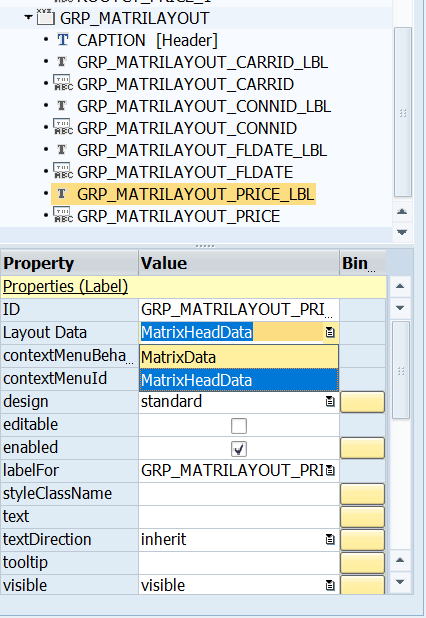 GRP_MATRILAYOUT
CAPTION [Header]
GRP_MATRILAYOUT_CARRID_LBL
GRP_MATRILAYOUT_CARRID
GRP_MATRILAYOUT_CONNID_LBL
GRP_MATRILAYOUT_CONNID
GRP_MATRILAYOUT_FLDATE_LBL
GRP_MATRILAYOUT_FLDATE
GRP_MATRILAYOUT_PRICE_LBL
GRP_MATRILAYOUT_PRICE
Property Value Bin...
Properties (Label)
ID GRP_MATRILAYOUT_PRI...
Layout Data MatrixHeadData
contextMenuBeha... MatrixData
contextMenuId MatrixHeadData
design standard
editable
enabled
labelFor GRP_MATRILAYOUT_PRI
styleClassName
text
textDirection inherit
tooltip
visible visible